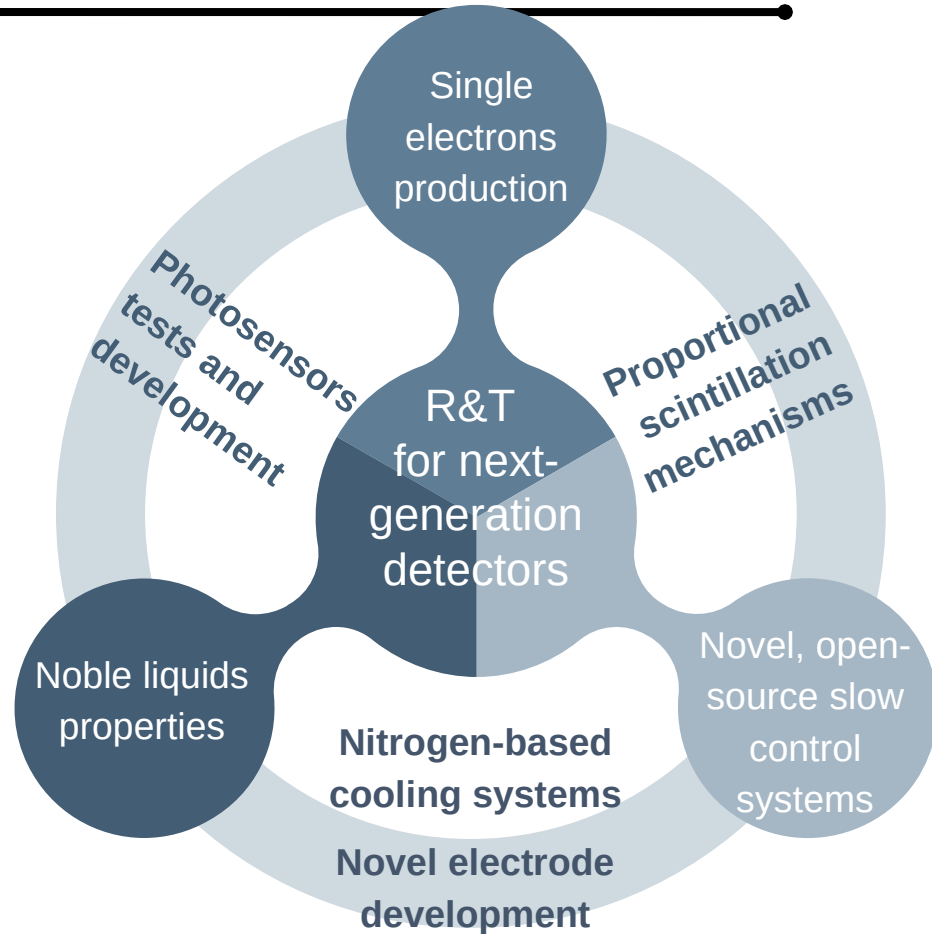 Single
electrons
production
Photosensors
tests and
development
Proportional
scintillation
mechanisms
R&T
for next-
generation
detectors
Noble liquids
properties
Novel, open-
source slow
control
systems
Nitrogen-based
cooling systems
Novel electrode
development